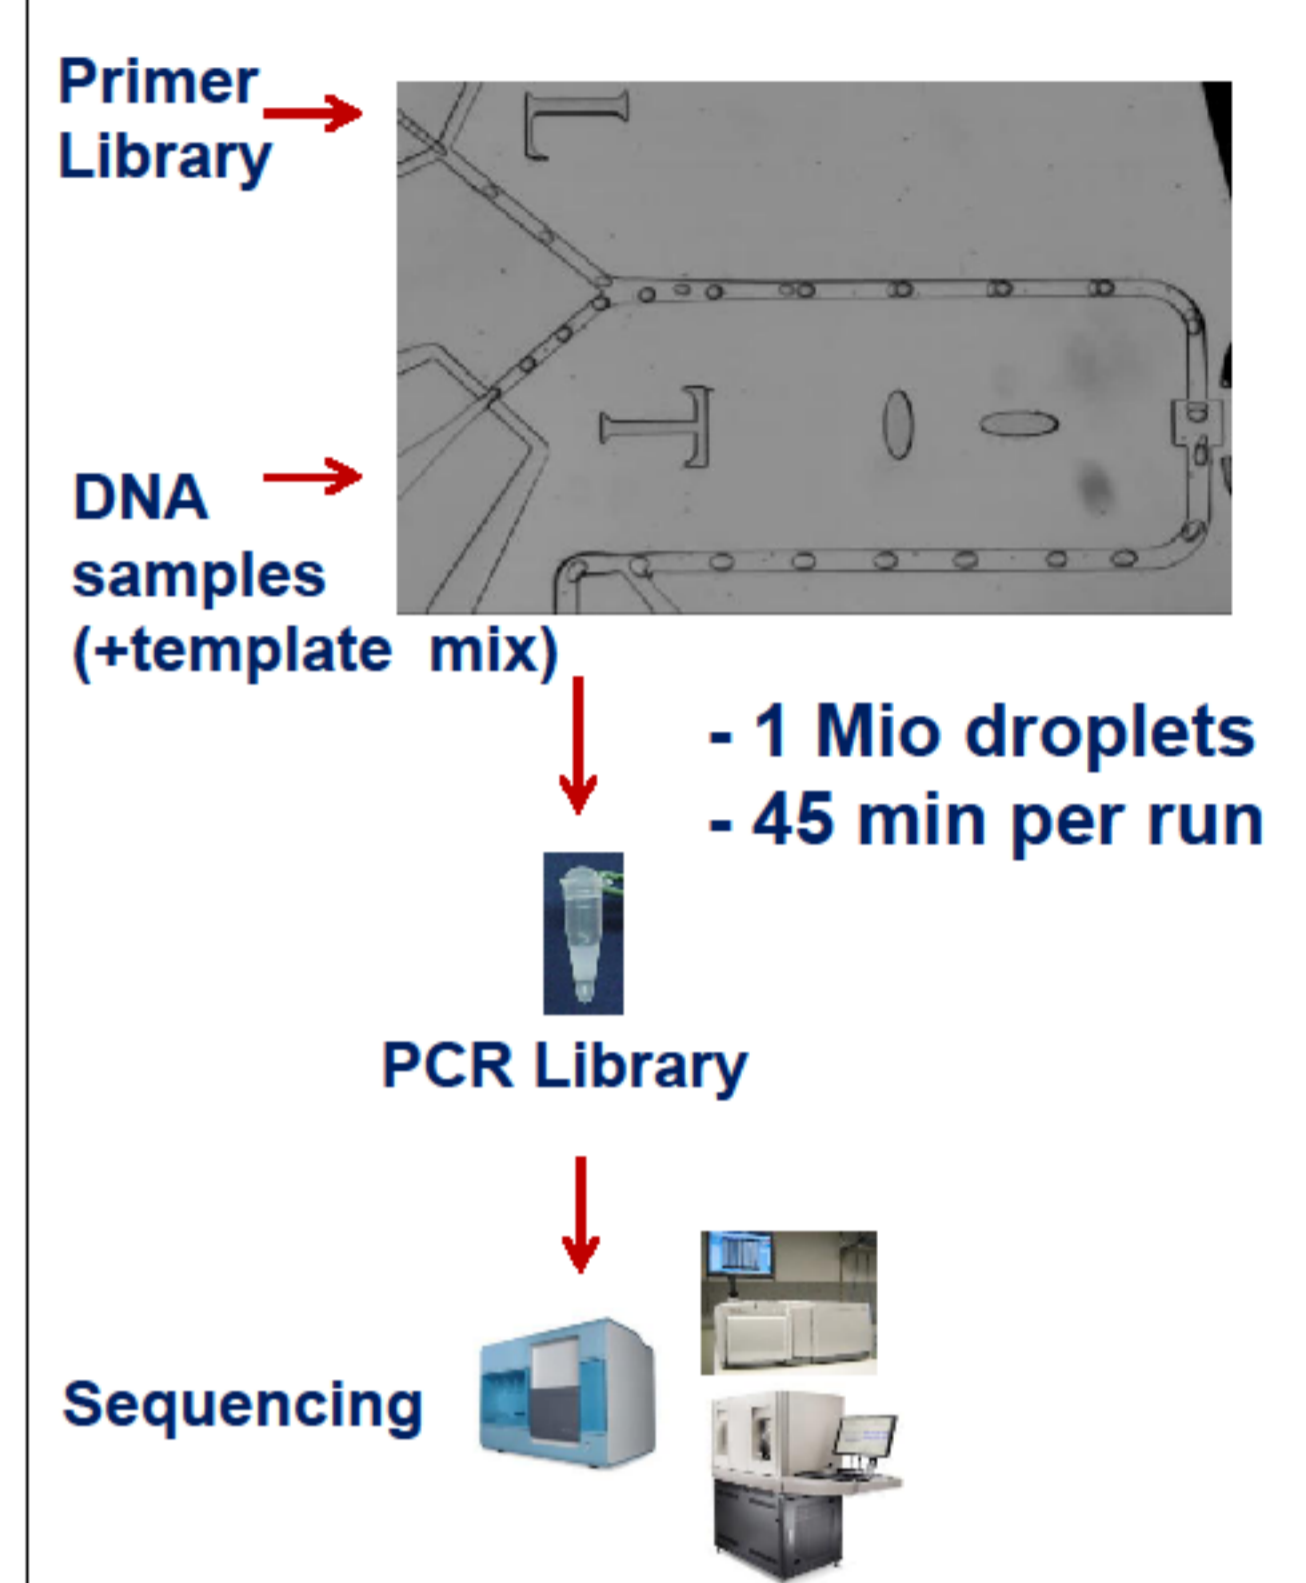 Primer
Library
L
T
DNA
samples
(+template mix)
- 1 Mio droplets
- 45 min per run
PCR Library
Sequencing